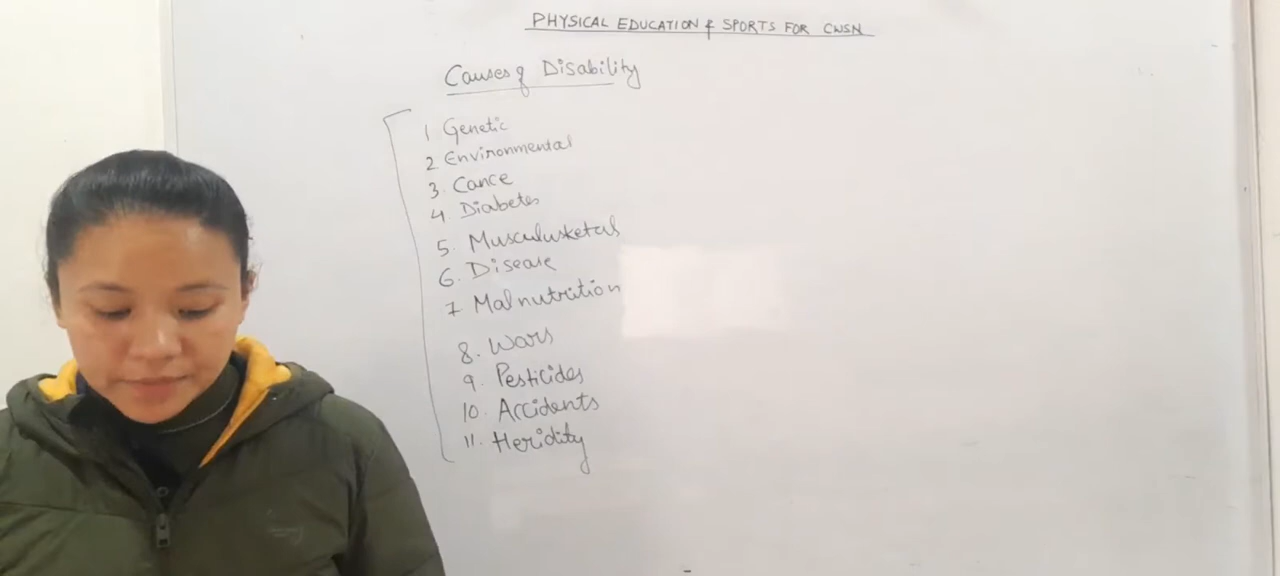 PHYSICAL EDUCATION & SPORTS FOR CWSN
Causes of Disability
1 Genetic
2 Environmental
3. Cance
4 Diabetes
5. Musculusketal
6. Disease
7 Malnutrition
8. Wars
9. Pesticides
10. Accidents
11. Heridity